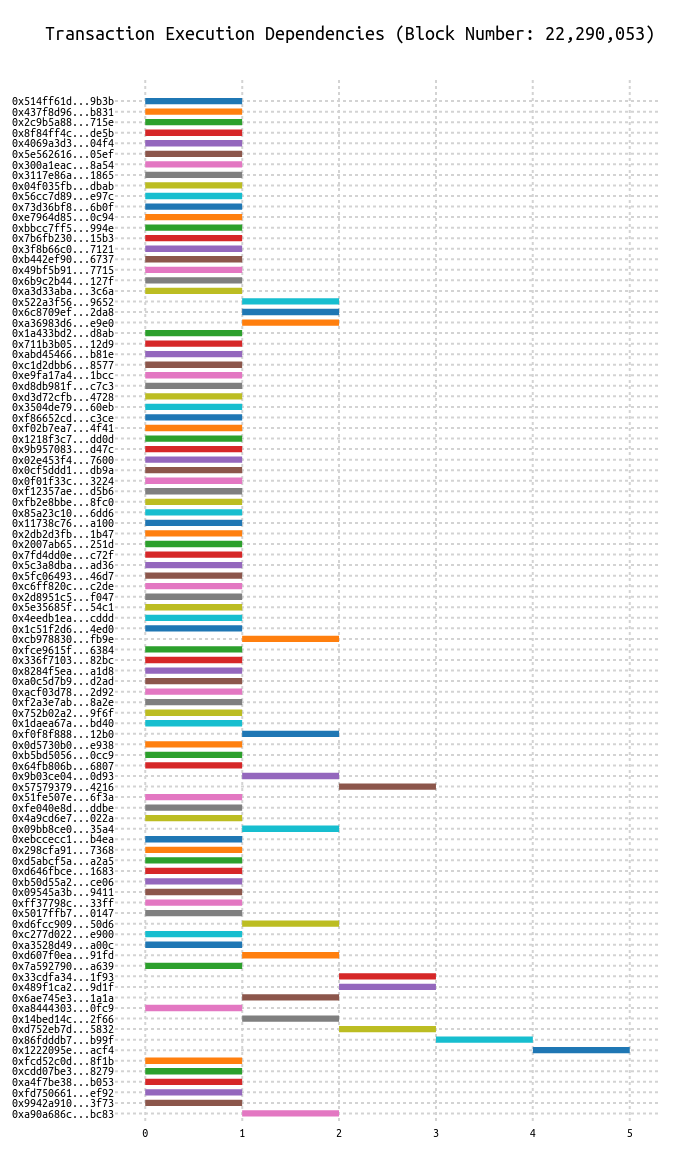 Transaction Execution Dependencies (Block Number: 22,290,053)
0x514ff61d...9b3b
0x437f8d96...b831
0x2c9b5a88...715e
0x8f84ff4c...de5b
0x4069a3d3...04f4
0x5e562616...05ef
0x300a1eac...8a54
0x3117e86a...1865
0x04f035fb...dbab
0x56cc7d89...e97c
0x73d36bf8...6b0f
0xe7964d85...0c94
0xbbcc7ff5...994e
0x7b6fb230...15b3
0x3f8b66c0...7121
0xb442ef90...6737
0x49bf5b91...7715
0x6b9c2b44...127f
0xa3d33aba...3c6a
0x522a3f56...9652
0x6c8709ef...2da8
0xa36983d6...e9e0
0x1a433bd2...d8ab
0x711b3b05...12d9
0xabd45466...b81e
0xc1d2dbb6...8577
0xe9fa17a4...1bcc
0xd8db981f...c7c3
0xd3d72cfb...4728
0x3504de79...60eb
0xf86652cd...c3ce
0xf02b7ea7...4f41
0x1218f3c7...dd0d
0x9b957083...d47c
0x02e453f4...7600
0x0cf5ddd1...db9a
0x0f01f33c...3224
0xf12357ae...d5b6
0xfb2e8bbe...8fc0
0x85a23c10...6dd6
0x11738c76...a100
0x2db2d3fb...1b47
0x2007ab65...251d
0x7fd4dd0e...c72f
0x5c3a8dba...ad36
0x5fc06493...46d7
0xc6ff820c...c2de
0x2d8951c5...f047
0x5e35685f...54c1
0x4eedb1ea...cddd
0x1c51f2d6...4ed0
0xcb978830...fb9e
0xfce9615f...6384
0x336f7103...82bc
0x8284f5ea...a1d8
0xa0c5d7b9...d2ad
0xacf03d78...2d92
0xf2a3e7ab...8a2e
0x752b02a2...9f6f
0x1daea67a...bd40
0xf0f8f888...12b0
0x0d5730b0...e938
0xb5bd5056...0cc9
0x64fb806b...6807
0x9b03ce04...0d93
0x57579379...4216
0x51fe507e...6f3a
0xfe040e8d...ddbe
0x4a9cd6e7...022a
0x09bb8ce0...35a4
0xebccecc1...b4ea
0x298cfa91...7368
0xd5abcf5a...a2a5
0xd646fbce...1683
0xb50d55a2...ce06
0x09545a3b...9411
0xff37798c...33ff
0x5017ffb7...0147
0xd6fcc909...50d6
0xc277d022...e900
0xa3528d49...a00c
0xd607f0ea...91fd
0x7a592790...a639
0x33cdfa34...1f93
0x489f1ca2...9d1f
0x6ae745e3...1a1a
0xa8444303...0fc9
0x14bed14c...2f66
0xd752eb7d...5832
0x86fdddb7...b99f
0x1222095e...acf4
0xfcd52c0d...8f1b
0xcdd07be3...8279
0xa4f7be38...b053
0xfd750661...ef92
0x9942a910...3f73
0xa90a686c...bc83
0 1 2 3 4 5